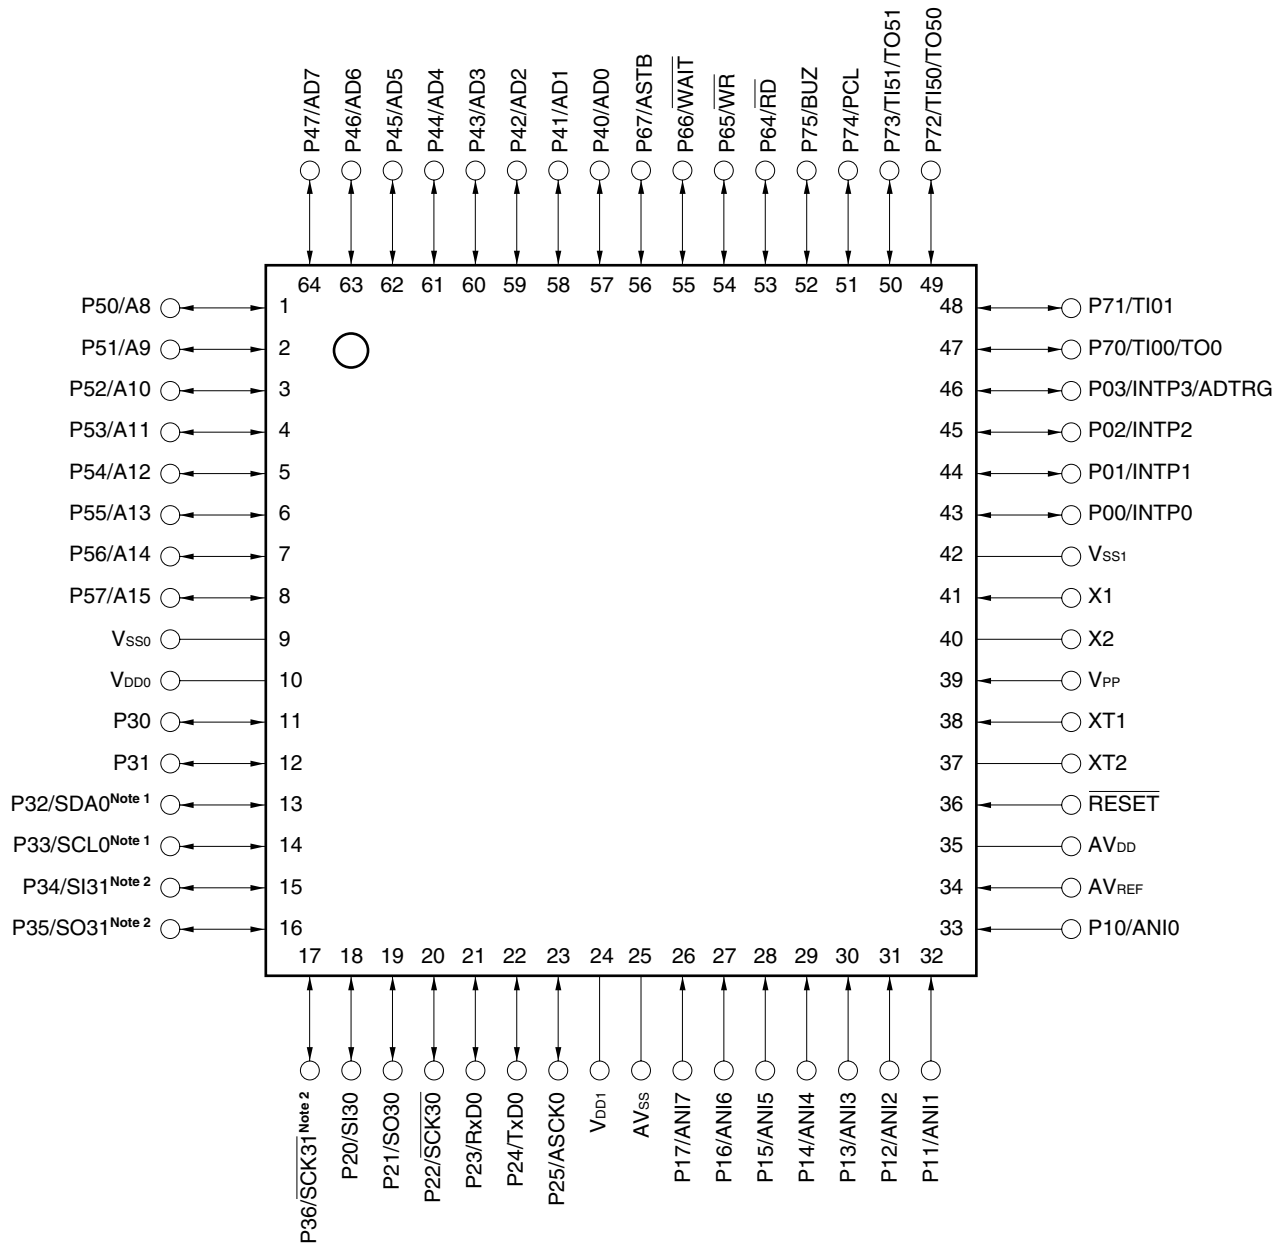 P47/AD7
P46/AD6
P45/AD5
P44/AD4
P43/AD3
P42/AD2
P41/AD1
P40/AD0
P67/ASTB
P66/WAIT
P65/WR
P64/RD
P75/BUZ
P74/PCL
P73/TI51/TO51
P72/TI50/TO50
64 63 62 61 60 59 58 57 56 55 54 53 52 51 50 49
P50/A8 1 48 P71/TI01
P51/A9 2 47 P70/TI00/TO0
P52/A10 3 46 P03/INTP3/ADTRG
P53/A11 4 45 P02/INTP2
P54/A12 5 44 P01/INTP1
P55/A13 6 43 P00/INTP0
P56/A14 7 42 VSS1
P57/A15 8 41 X1
VSS0 9 40 X2
VDD0 10 39 VPP
P30 11 38 XT1
P31 12 37 XT2
P32/SDA0Note 1 13 36 RESET
P33/SCL0Note 1 14 35 AVDD
P34/SI31Note 2 15 34 AVREF
P35/SO31Note 2 16 33 P10/ANI0
17 18 19 20 21 22 23 24 25 26 27 28 29 30 31 32
P36/SCK31Note 2
P20/SI30
P21/SO30
P22/SCK30
P23/RxD0
P24/TxD0
P25/ASCK0
VDD1
AVSS
P17/ANI7
P16/ANI6
P15/ANI5
P14/ANI4
P13/ANI3
P12/ANI2
P11/ANI1